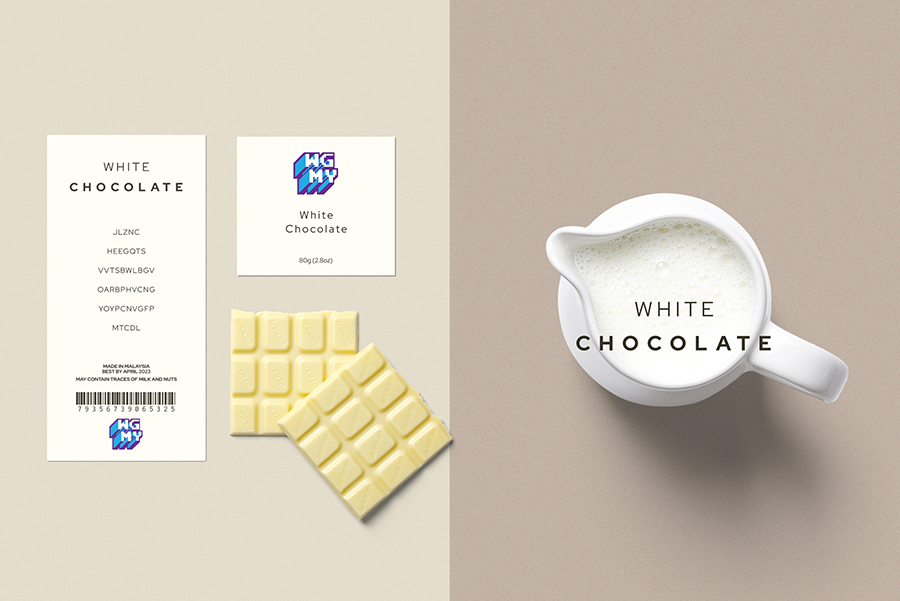 WHITE
CHOCOLATE
JLZNC
HEEGQTS
VVTSBWLBGV
OARBPHVCNG
YOYPCNVGFP
MTCDL
MADE IN MALAYSIA
BEST BY APRIL 2023
MAY CONTAIN TRACES OF MILK AND NUTS
79356739065325
WG
MY
WG
MY
White
Chocolate
80g (2.8oz)
WHITE
CHOCOLATE